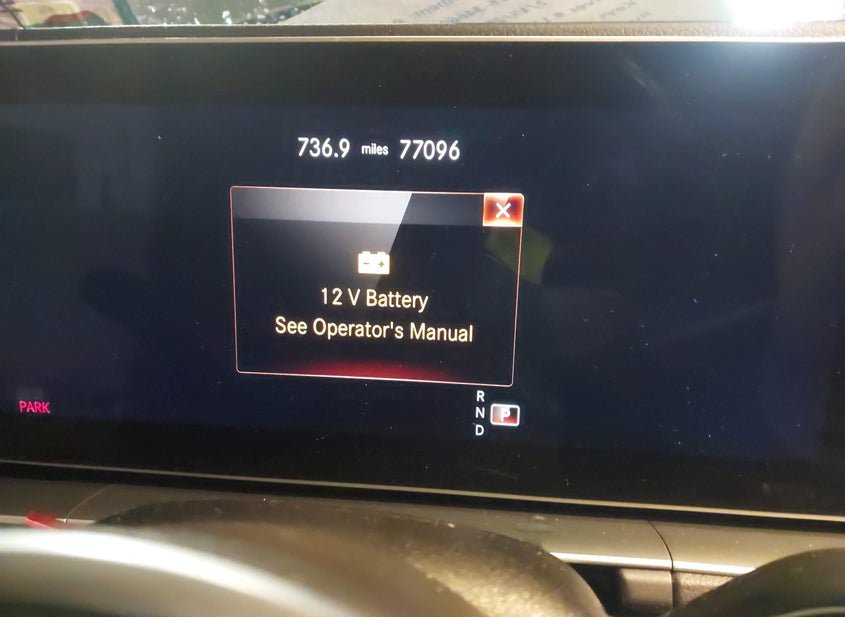 736.9 miles 77096
12 V Battery
See Operator's Manual
PARK
R
N P
D